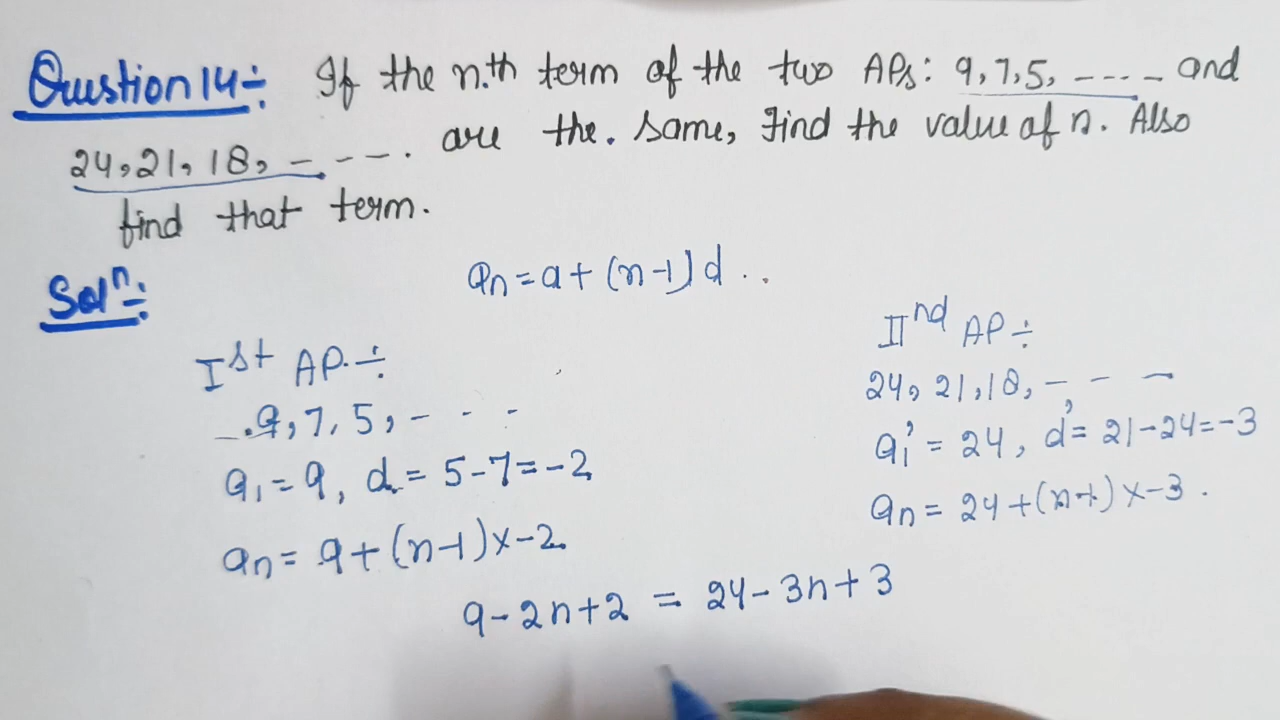 Question 14÷ If the n.th term of the two APs: 9,7,5, ---- and
24,21,18, ---. are the. same, find the value of n. Also
find that term.
Solⁿ÷
an = a + (n-1) d ..
Ist AP.÷
.9,7,5, - - -
a₁ = 9, d. = 5-7 = -2
an = 9 + (n-1) x -2
IInd AP÷
24, 21, 18, - - -
a₁' = 24, d' = 21-24 = -3
an = 24 + (n-1) x -3 .
9 - 2n + 2 = 24 - 3n + 3